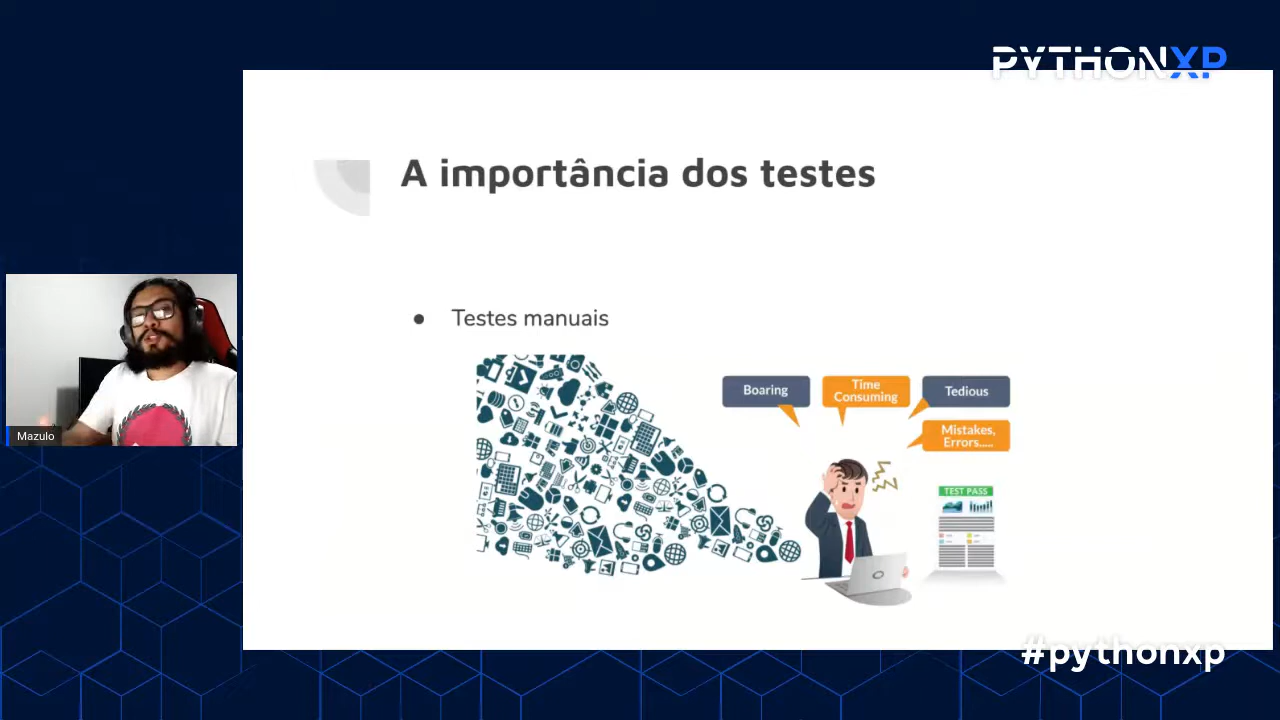 PYTHONXP
A importância dos testes
Testes manuais
Boaring
Time
Consuming
Tedious
Mistakes,
Errors.....
TEST PASS
Mazulo
#pythonxp